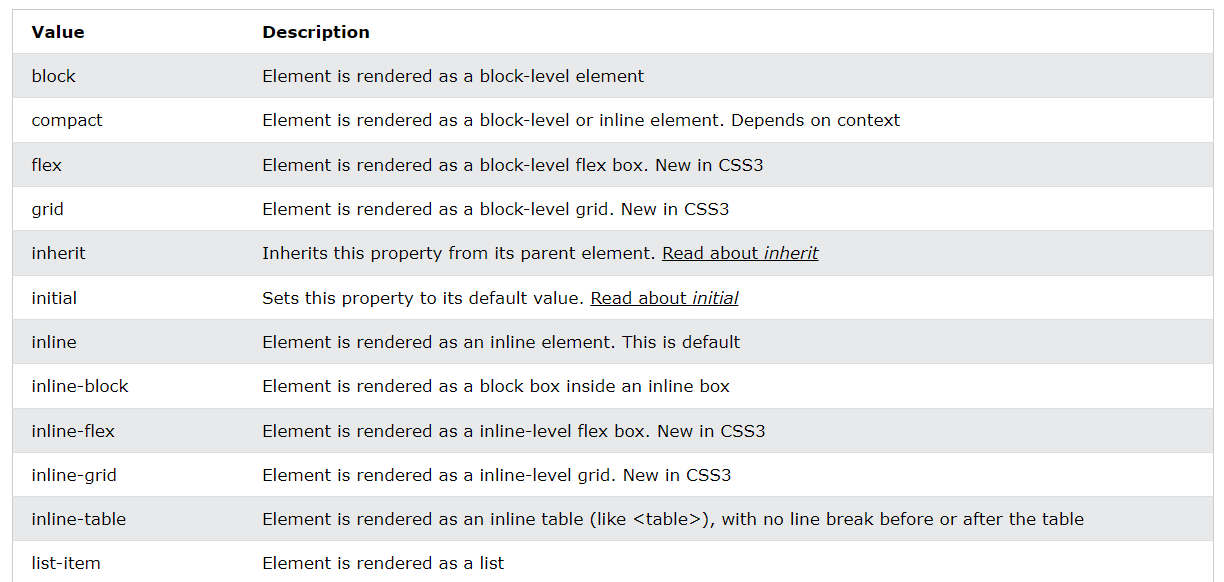 Value Description
block Element is rendered as a block-level element
compact Element is rendered as a block-level or inline element. Depends on context
flex Element is rendered as a block-level flex box. New in CSS3
grid Element is rendered as a block-level grid. New in CSS3
inherit Inherits this property from its parent element. Read about inherit
initial Sets this property to its default value. Read about initial
inline Element is rendered as an inline element. This is default
inline-block Element is rendered as a block box inside an inline box
inline-flex Element is rendered as a inline-level flex box. New in CSS3
inline-grid Element is rendered as a inline-level grid. New in CSS3
inline-table Element is rendered as an inline table (like <table>), with no line break before or after the table
list-item Element is rendered as a list